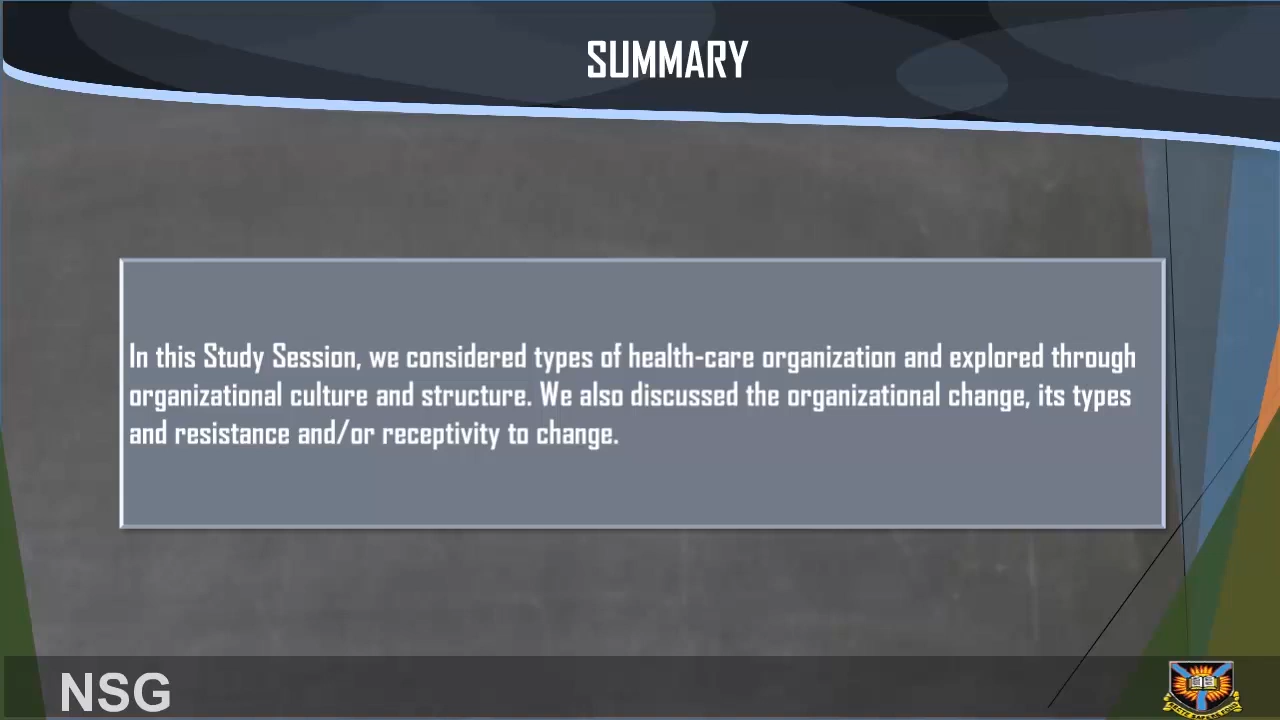 SUMMARY
In this Study Session, we considered types of health-care organization and explored through
organizational culture and structure. We also discussed the organizational change, its types
and resistance and/or receptivity to change.
NSG